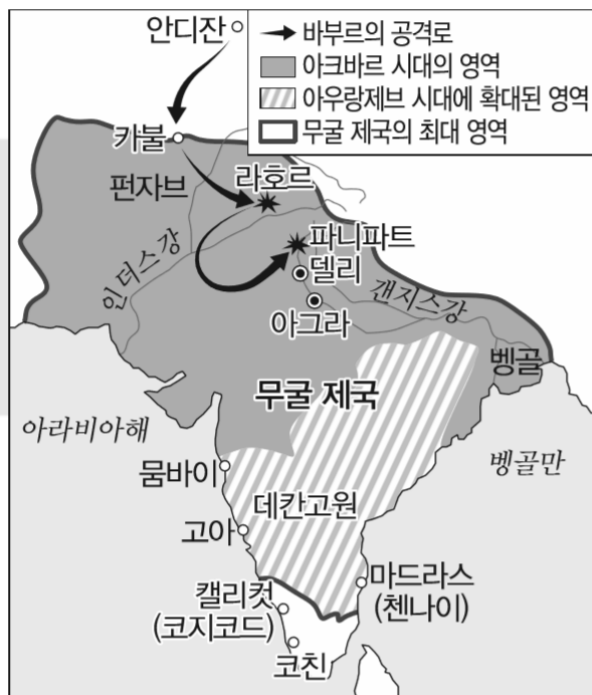 안디잔
바부르의 공격로
아크바르 시대의 영역
아우랑제브 시대에 확대된 영역
무굴 제국의 최대 영역
카불
펀자브
라호르
파니파트
인더스강
델리
갠지스강
아그라
벵골
무굴 제국
아라비아해
벵골만
뭄바이
데칸고원
고아
마드라스
(첸나이)
캘리컷
(코지코드)
코친